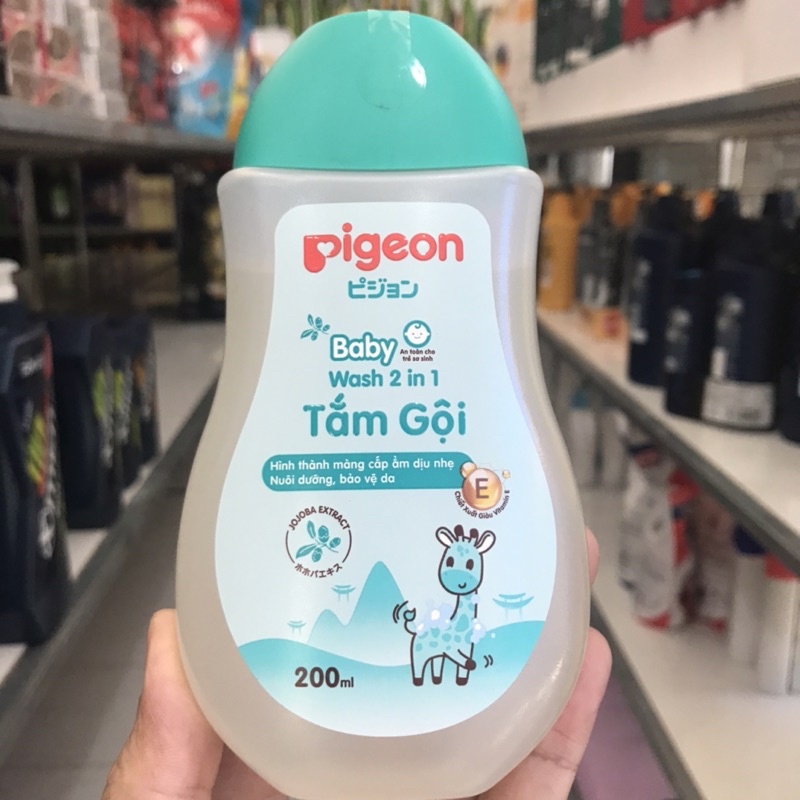 pigeon
ピジョン
Baby
An toàn cho
trẻ sơ sinh
Wash 2 in 1
Tắm Gội
Hình thành màng cấp ẩm dịu nhẹ
Nuôi dưỡng, bảo vệ da
E
Chiết Xuất Giàu Vitamin E
JOJOBA EXTRACT
ホホバエキス
200ml